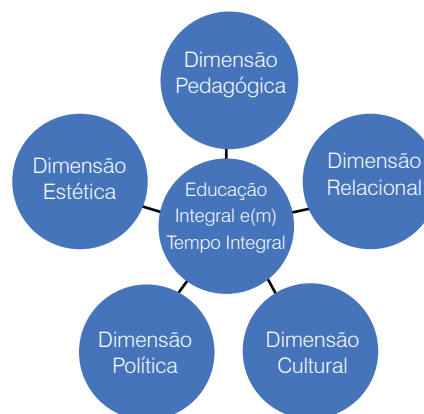 Dimensão
Pedagógica
Dimensão
Estética
Dimensão
Relacional
Educação
Integral e(m)
Tempo Integral
Dimensão
Política
Dimensão
Cultural